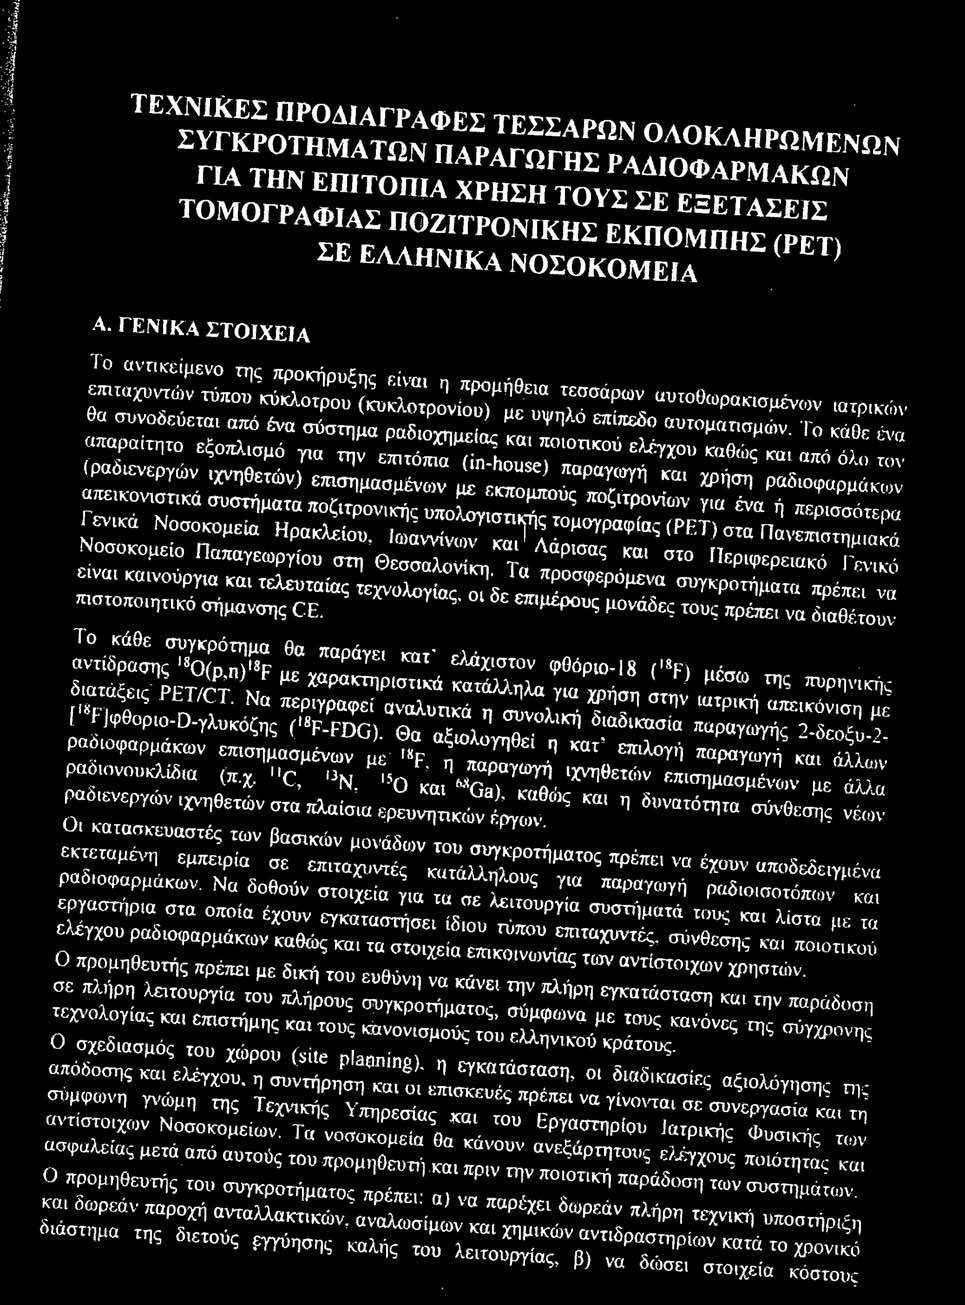 ΤΕΧΝΙΚΕΣ ΠΡΟΔΙΑΓΡΑΦΕΣ ΤΕΣΣΑΡΩΝ ΟΛΟΚΛΗΡΩΜΕΝΩΝ
ΣΥΓΚΡΟΤΗΜΑΤΩΝ ΠΑΡΑΓΩΓΗΣ ΡΑΔΙΟΦΑΡΜΑΚΩΝ
ΓΙΑ ΤΗΝ ΕΠΙΤΟΠΙΑ ΧΡΗΣΗ ΤΟΥΣ ΣΕ ΕΞΕΤΑΣΕΙΣ
ΤΟΜΟΓΡΑΦΙΑΣ ΠΟΖΙΤΡΟΝΙΚΗΣ ΕΚΠΟΜΠΗΣ (PET)
ΣΕ ΕΛΛΗΝΙΚΑ ΝΟΣΟΚΟΜΕΙΑ
Α. ΓΕΝΙΚΑ ΣΤΟΙΧΕΙΑ
Το αντικείμενο της προκήρυξης είναι η προμήθεια τεσσάρων αυτοθωρακισμένων ιατρικών
επιταχυντών τύπου κύκλοτρου (κυκλοτρονίου) με υψηλό επίπεδο αυτοματισμών. Το κάθε ένα
θα συνοδεύεται από ένα σύστημα ραδιοχημείας και ποιοτικού ελέγχου καθώς και από όλο τον
απαραίτητο εξοπλισμό για την επιτόπια (in-house) παραγωγή και χρήση ραδιοφαρμάκων
(ραδιενεργών ιχνηθετών) επισημασμένων με εκπομπούς ποζιτρονίων για ένα ή περισσότερα
απεικονιστικά συστήματα ποζιτρονικής υπολογιστικής τομογραφίας (PET) στα Πανεπιστημιακά
Γενικά Νοσοκομεία Ηρακλείου, Ιωαννίνων και Λάρισας και στο Περιφερειακό Γενικό
Νοσοκομείο Παπαγεωργίου στη Θεσσαλονίκη. Τα προσφερόμενα συγκροτήματα πρέπει να
είναι καινούργια και τελευταίας τεχνολογίας, οι δε επιμέρους μονάδες τους πρέπει να διαθέτουν
πιστοποιητικό σήμανσης CE.
Το κάθε συγκρότημα θα παράγει κατ' ελάχιστον φθόριο-18 (¹⁸F) μέσω της πυρηνικής
αντίδρασης ¹⁸O(p,n)¹⁸F με χαρακτηριστικά κατάλληλα για χρήση στην ιατρική απεικόνιση με
διατάξεις PET/CT. Να περιγραφεί αναλυτικά η συνολική διαδικασία παραγωγής 2-δεοξυ-2-
[¹⁸F]φθοριο-D-γλυκόζης (¹⁸F-FDG). Θα αξιολογηθεί η κατ' επιλογή παραγωγή και άλλων
ραδιοφαρμάκων επισημασμένων με ¹⁸F, η παραγωγή ιχνηθετών επισημασμένων με άλλα
ραδιονουκλίδια (π.χ. ¹¹C, ¹³N, ¹⁵O και ⁶⁸Ga), καθώς και η δυνατότητα σύνθεσης νέων
ραδιενεργών ιχνηθετών στα πλαίσια ερευνητικών έργων.
Οι κατασκευαστές των βασικών μονάδων του συγκροτήματος πρέπει να έχουν αποδεδειγμένα
εκτεταμένη εμπειρία σε επιταχυντές κατάλληλους για παραγωγή ραδιοισοτόπων και
ραδιοφαρμάκων. Να δοθούν στοιχεία για τα σε λειτουργία συστήματά τους και λίστα με τα
εργαστήρια στα οποία έχουν εγκαταστήσει ίδιου τύπου επιταχυντές, σύνθεσης και ποιοτικού
ελέγχου ραδιοφαρμάκων καθώς και τα στοιχεία επικοινωνίας των αντίστοιχων χρηστών.
Ο προμηθευτής πρέπει με δική του ευθύνη να κάνει την πλήρη εγκατάσταση και την παράδοση
σε πλήρη λειτουργία του πλήρους συγκροτήματος, σύμφωνα με τους κανόνες της σύγχρονης
τεχνολογίας και επιστήμης και τους κανονισμούς του ελληνικού κράτους.
Ο σχεδιασμός του χώρου (site planning), η εγκατάσταση, οι διαδικασίες αξιολόγησης της
απόδοσης και ελέγχου, η συντήρηση και οι επισκευές πρέπει να γίνονται σε συνεργασία και τη
σύμφωνη γνώμη της Τεχνικής Υπηρεσίας και του Εργαστηρίου Ιατρικής Φυσικής των
αντίστοιχων Νοσοκομείων. Τα νοσοκομεία θα κάνουν ανεξάρτητους ελέγχους ποιότητας και
ασφαλείας μετά από αυτούς του προμηθευτή και πριν την ποιοτική παράδοση των συστημάτων.
Ο προμηθευτής του συγκροτήματος πρέπει: α) να παρέχει δωρεάν πλήρη τεχνική υποστήριξη
και δωρεάν παροχή ανταλλακτικών, αναλωσίμων και χημικών αντιδραστηρίων κατά το χρονικό
διάστημα της διετούς εγγύησης καλής του λειτουργίας, β) να δώσει στοιχεία κόστους